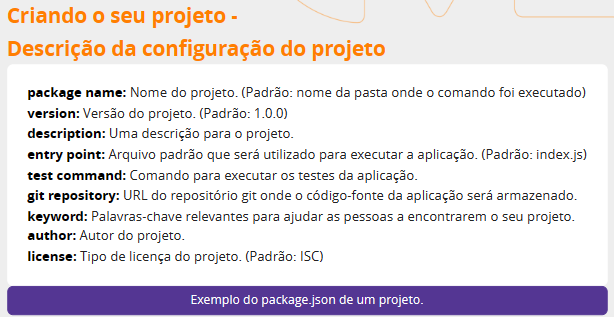 Criando o seu projeto -
Descrição da configuração do projeto
package name: Nome do projeto. (Padrão: nome da pasta onde o comando foi executado)
version: Versão do projeto. (Padrão: 1.0.0)
description: Uma descrição para o projeto.
entry point: Arquivo padrão que será utilizado para executar a aplicação. (Padrão: index.js)
test command: Comando para executar os testes da aplicação.
git repository: URL do repositório git onde o código-fonte da aplicação será armazenado.
keyword: Palavras-chave relevantes para ajudar as pessoas a encontrarem o seu projeto.
author: Autor do projeto.
license: Tipo de licença do projeto. (Padrão: ISC)
Exemplo do package.json de um projeto.